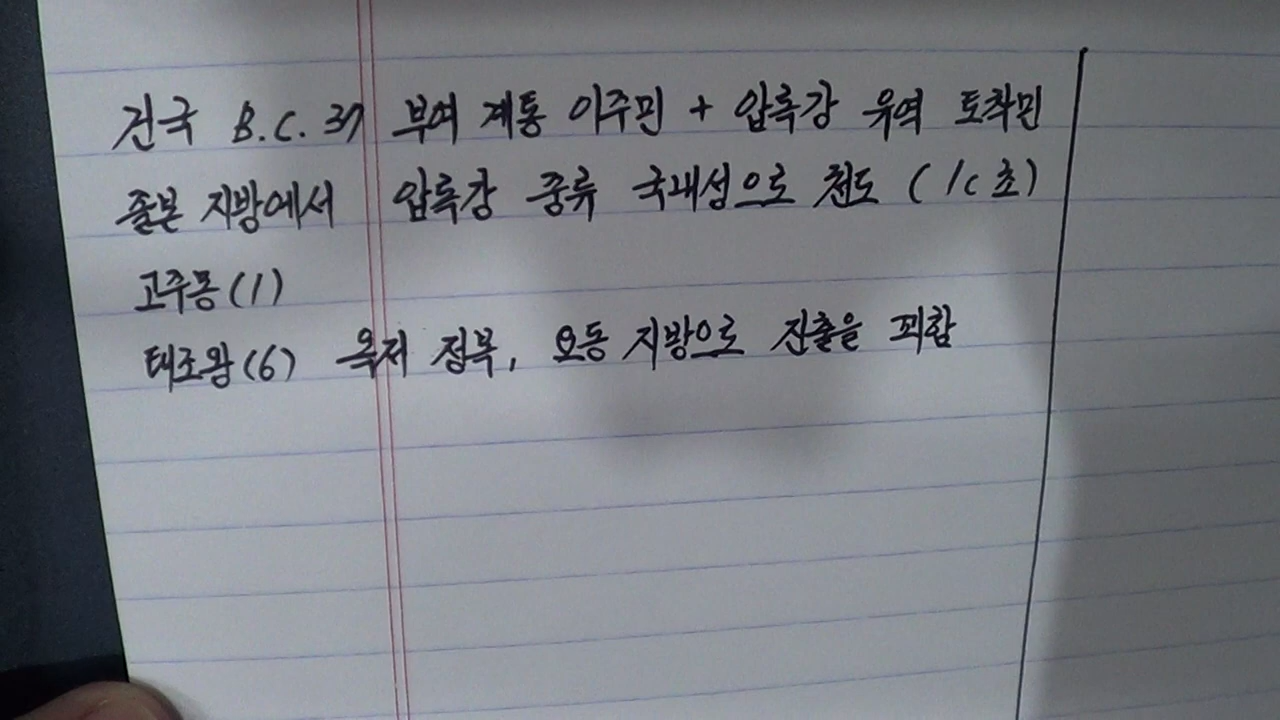 건국 B.C. 37 부여 계통 이주민 + 압록강 유역 토착민
졸본 지방에서 압록강 중류 국내성으로 천도 (1C 초)
고주몽(1)
태조왕(6) 옥저 정복, 요동 지방으로 진출을 꾀함